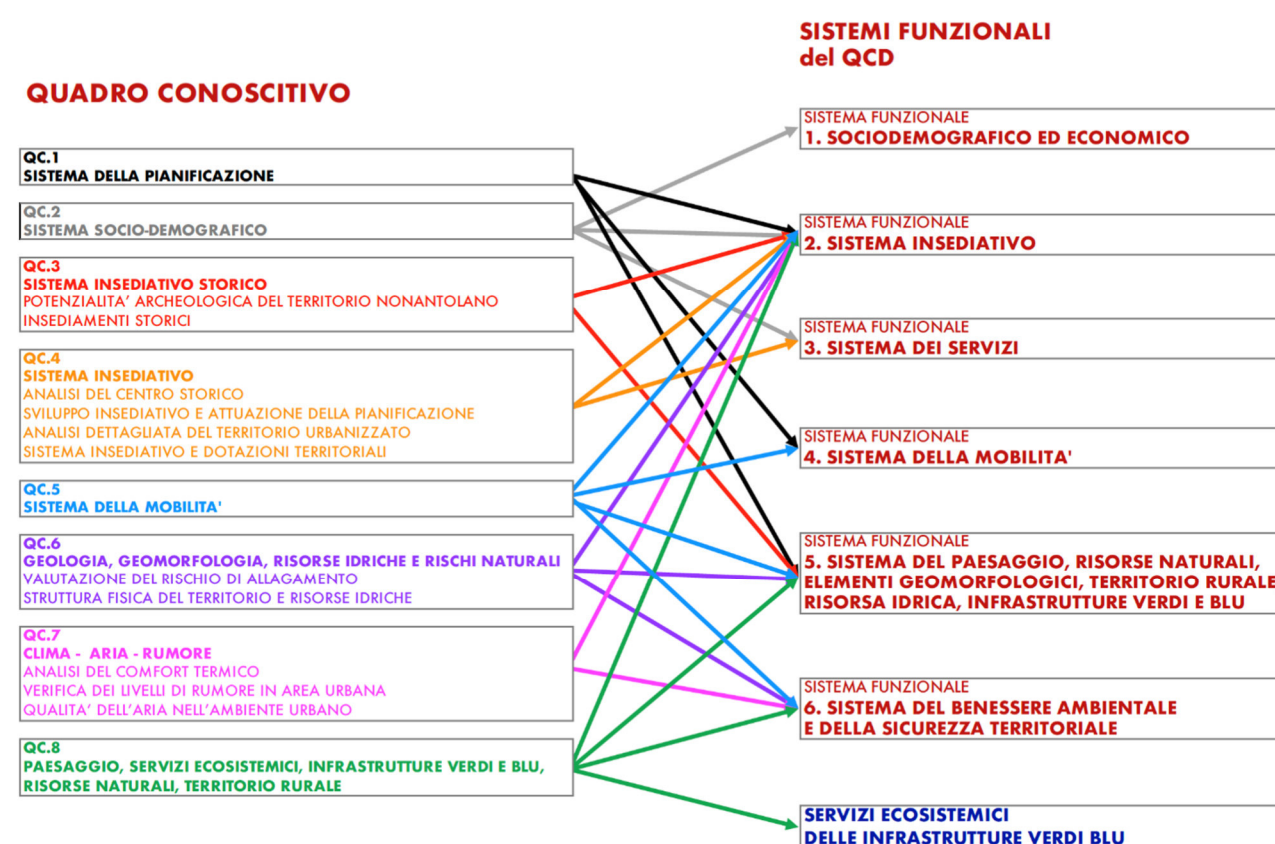 QUADRO CONOSCITIVO
QC.1
SISTEMA DELLA PIANIFICAZIONE
QC.2
SISTEMA SOCIO-DEMOGRAFICO
QC.3
SISTEMA INSEDIATIVO STORICO
POTENZIALITA’ ARCHEOLOGICA DEL TERRITORIO NONANTOLANO
INSEDIAMENTI STORICI
QC.4
SISTEMA INSEDIATIVO
ANALISI DEL CENTRO STORICO
SVILUPPO INSEDIATIVO E ATTUAZIONE DELLA PIANIFICAZIONE
ANALISI DETTAGLIATA DEL TERRITORIO URBANIZZATO
SISTEMA INSEDIATIVO E DOTAZIONI TERRITORIALI
QC.5
SISTEMA DELLA MOBILITA'
QC.6
GEOLOGIA, GEOMORFOLOGIA, RISORSE IDRICHE E RISCHI NATURALI
VALUTAZIONE DEL RISCHIO DI ALLAGAMENTO
STRUTTURA FISICA DEL TERRITORIO E RISORSE IDRICHE
QC.7
CLIMA - ARIA - RUMORE
ANALISI DEL COMFORT TERMICO
VERIFICA DEI LIVELLI DI RUMORE IN AREA URBANA
QUALITA’ DELL’ARIA NELL’AMBIENTE URBANO
QC.8
PAESAGGIO, SERVIZI ECOSISTEMICI, INFRASTRUTTURE VERDI E BLU,
RISORSE NATURALI, TERRITORIO RURALE
SISTEMI FUNZIONALI
del QCD
SISTEMA FUNZIONALE
1. SOCIODEMOGRAFICO ED ECONOMICO
SISTEMA FUNZIONALE
2. SISTEMA INSEDIATIVO
SISTEMA FUNZIONALE
3. SISTEMA DEI SERVIZI
SISTEMA FUNZIONALE
4. SISTEMA DELLA MOBILITA'
SISTEMA FUNZIONALE
5. SISTEMA DEL PAESAGGIO, RISORSE NATURALI,
ELEMENTI GEOMORFOLOGICI, TERRITORIO RURALE
RISORSA IDRICA, INFRASTRUTTURE VERDI E BLU
SISTEMA FUNZIONALE
6. SISTEMA DEL BENESSERE AMBIENTALE
E DELLA SICUREZZA TERRITORIALE
SERVIZI ECOSISTEMICI
DELLE INFRASTRUTTURE VERDI BLU